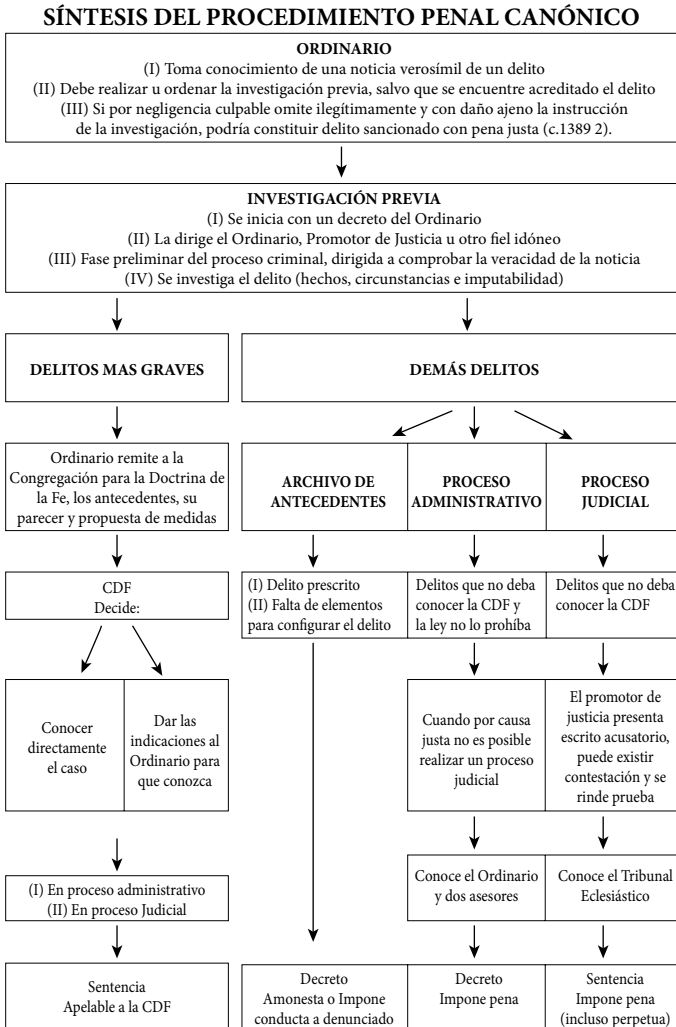 SÍNTESIS DEL PROCEDIMIENTO PENAL CANÓNICO
ORDINARIO
(I) Toma conocimiento de una noticia verosímil de un delito
(II) Debe realizar u ordenar la investigación previa, salvo que se encuentre acreditado el delito
(III) Si por negligencia culpable omite ilegítimamente y con daño ajeno la instrucción
de la investigación, podría constituir delito sancionado con pena justa (c.1389 2).
INVESTIGACIÓN PREVIA
(I) Se inicia con un decreto del Ordinario
(II) La dirige el Ordinario, Promotor de Justicia u otro fiel idóneo
(III) Fase preliminar del proceso criminal, dirigida a comprobar la veracidad de la noticia
(IV) Se investiga el delito (hechos, circunstancias e imputabilidad)
DELITOS MAS GRAVES
DEMÁS DELITOS
Ordinario remite a la
Congregación para la Doctrina de
la Fe, los antecedentes, su
parecer y propuesta de medidas
ARCHIVO DE
ANTECEDENTES
PROCESO
ADMINISTRATIVO
PROCESO
JUDICIAL
CDF
Decide:
(I) Delito prescrito
(II) Falta de elementos
para configurar el delito
Delitos que no deba
conocer la CDF y
la ley no lo prohíba
Delitos que no deba
conocer la CDF
Conocer
directamente
el caso
Dar las
indicaciones al
Ordinario para
que conozca
Cuando por causa
justa no es posible
realizar un proceso
judicial
El promotor de
justicia presenta
escrito acusatorio,
puede existir
contestación y se
rinde prueba
(I) En proceso administrativo
(II) En proceso Judicial
Conoce el Ordinario
y dos asesores
Conoce el Tribunal
Eclesiástico
Sentencia
Apelable a la CDF
Decreto
Amonesta o Impone
conducta a denunciado
Decreto
Impone pena
Sentencia
Impone pena
(incluso perpetua)